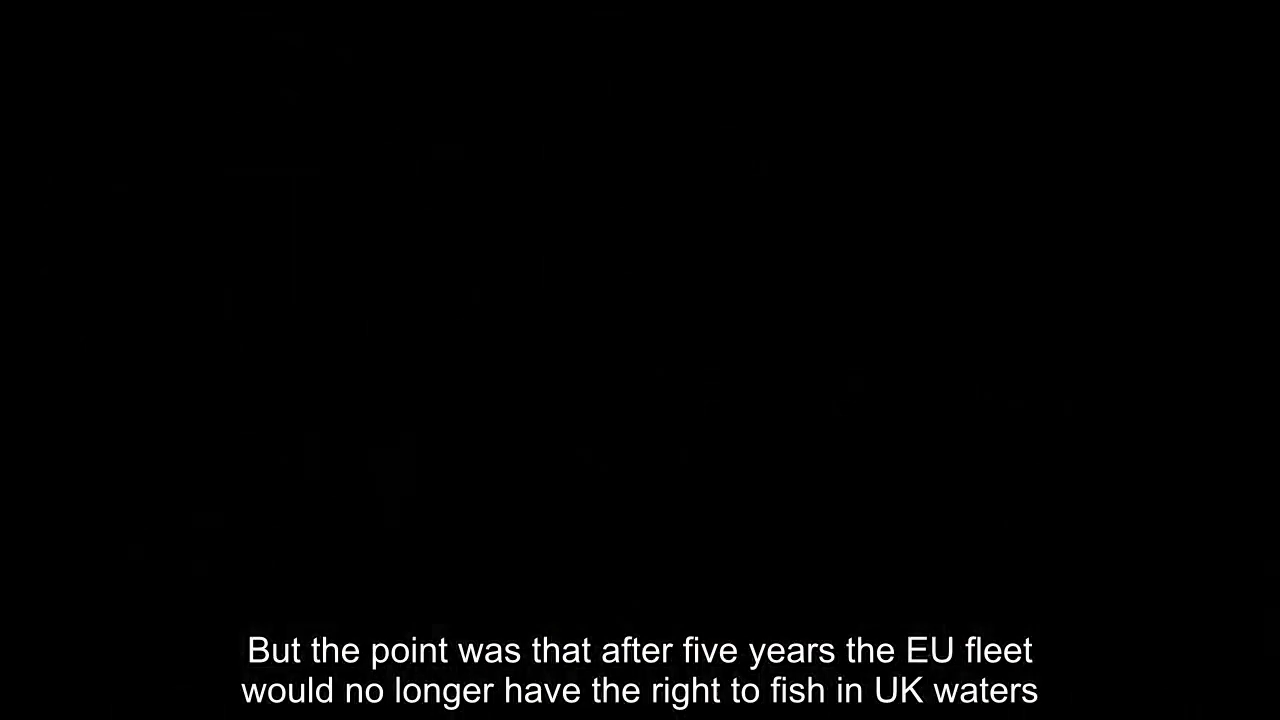 But the point was that after five years the EU fleet
would no longer have the right to fish in UK waters